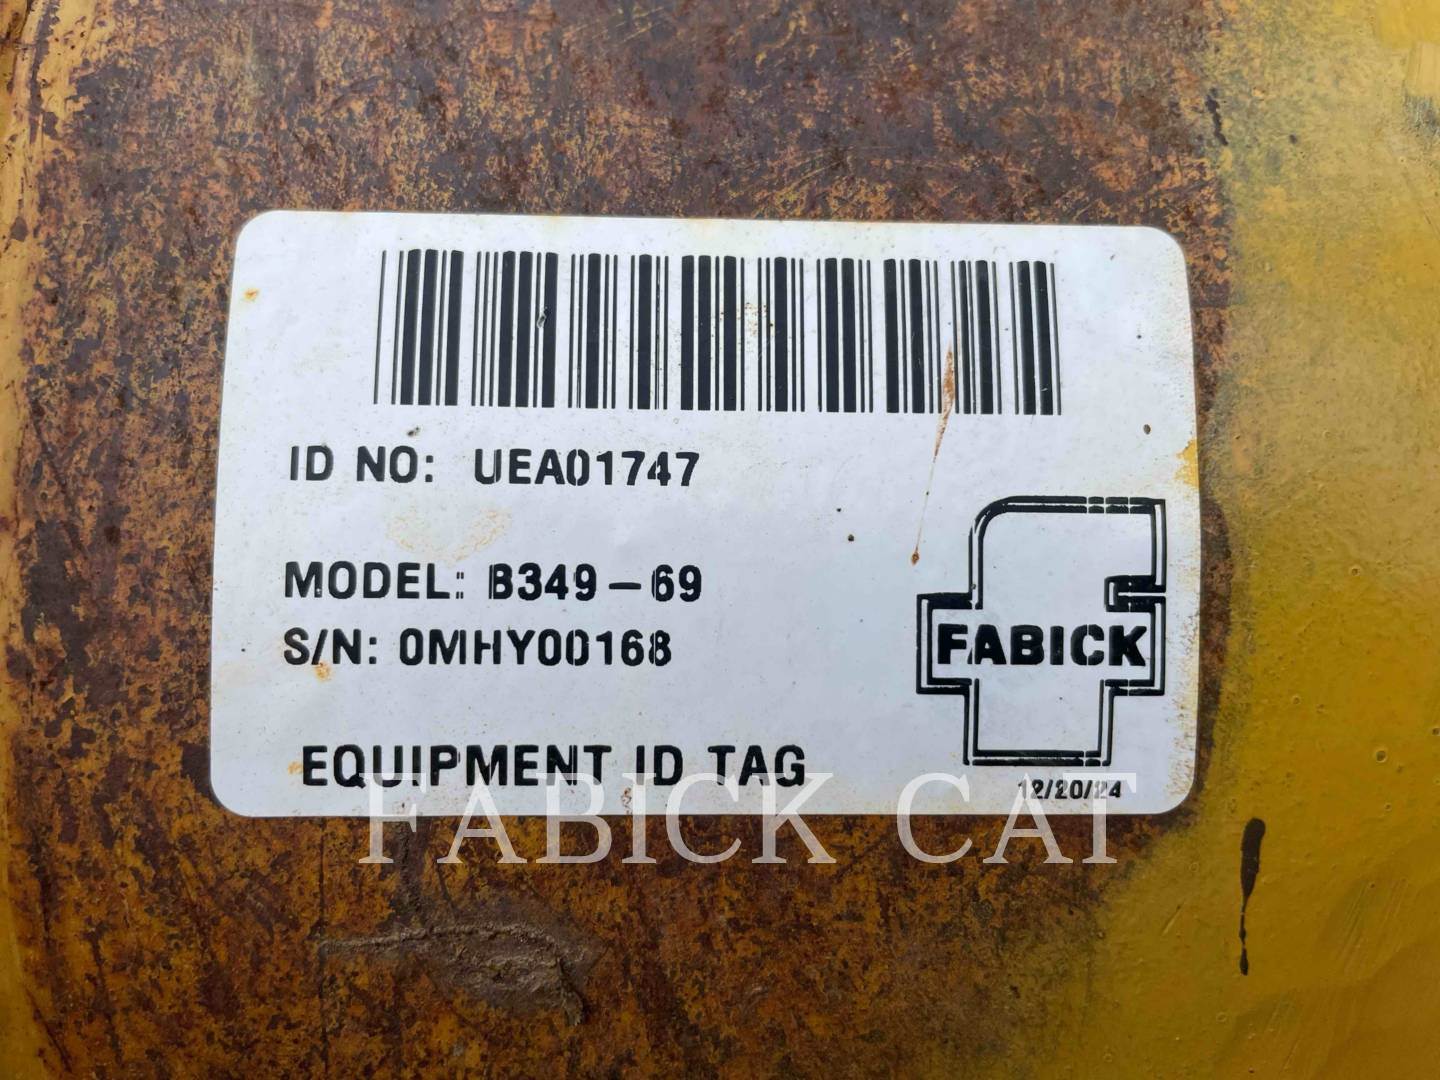 ID NO: UEA01747
MODEL: B349-69
S/N: 0MHY00168
FABICK
EQUIPMENT ID TAG
12/20/24
FABICK CAT